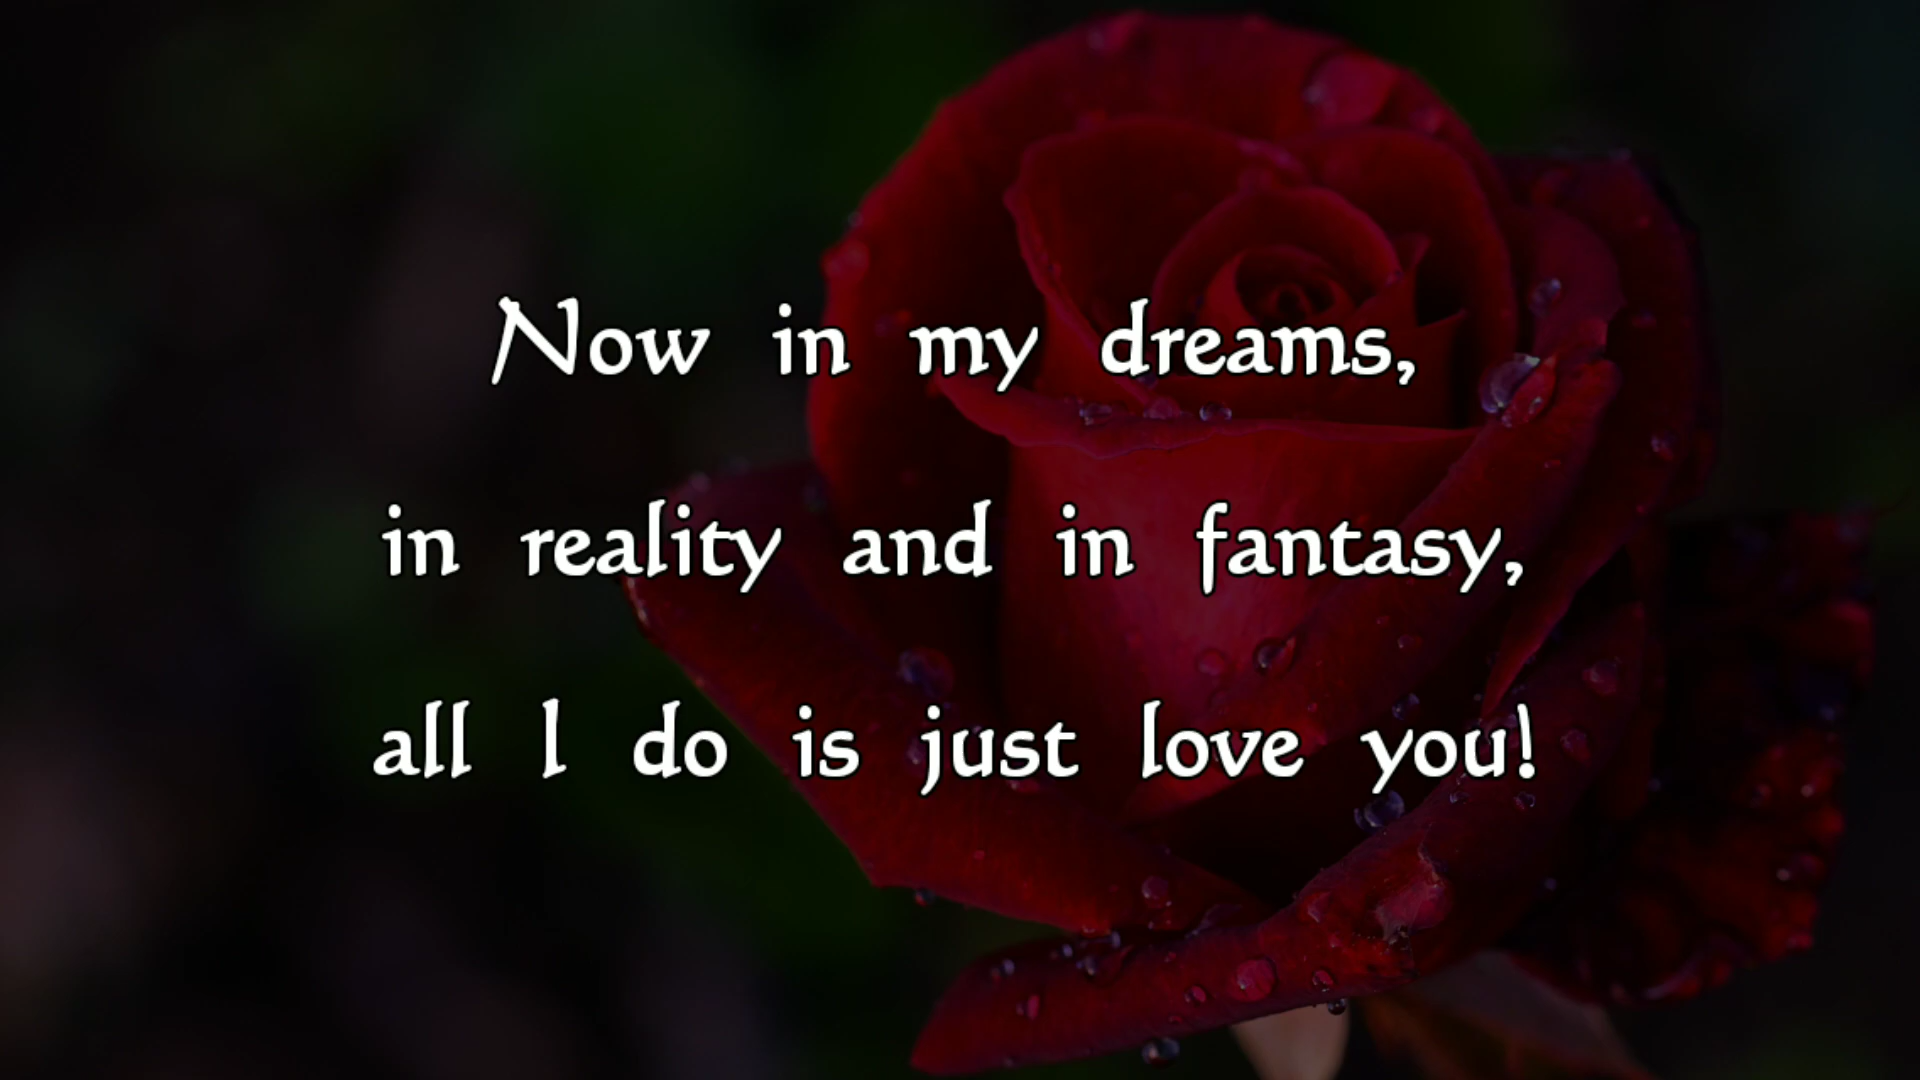 Now in my dreams,
in reality and in fantasy,
all I do is just love you!